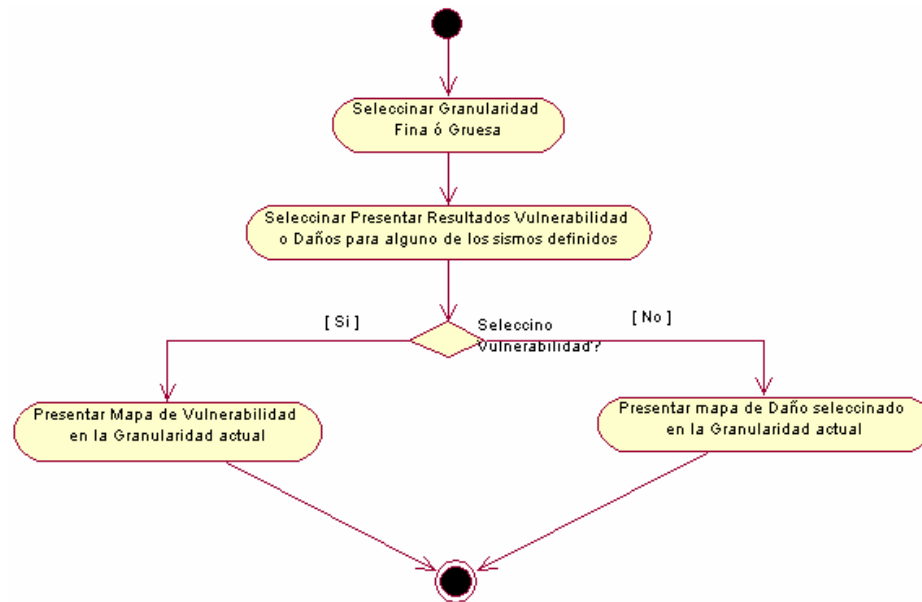 Seleccinar Granularidad
Fina ó Gruesa
Seleccinar Presentar Resultados Vulnerabilidad
o Daños para alguno de los sismos definidos
[ Si ]
Seleccino
Vulnerabilidad?
[ No ]
Presentar Mapa de Vulnerabilidad
en la Granularidad actual
Presentar mapa de Daño seleccinado
en la Granularidad actual